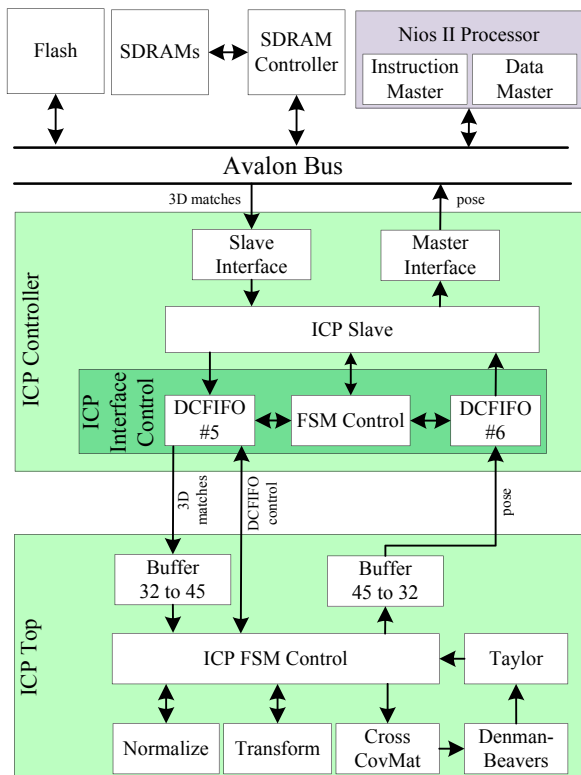 Flash
SDRAMs
SDRAM
Controller
Nios II Processor
Instruction
Master
Data
Master
Avalon Bus
3D matches
pose
ICP Controller
Slave
Interface
Master
Interface
ICP Slave
ICP
Interface
Control
DCFIFO
#5
FSM Control
DCFIFO
#6
3D
matches
DCFIFO
control
pose
ICP Top
Buffer
32 to 45
Buffer
45 to 32
ICP FSM Control
Taylor
Normalize
Transform
Cross
CovMat
Denman-
Beavers